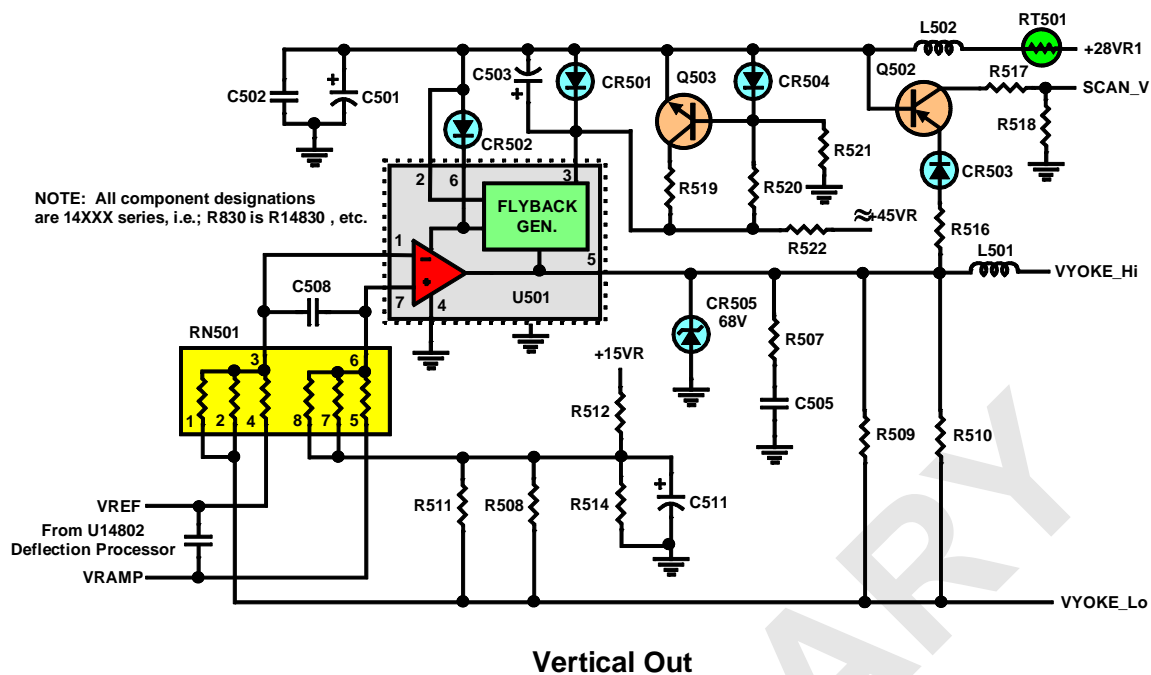 RT501
L502
+28VR1
C503
CR501
Q503
CR504
Q502
R517
SCAN_V
C502
C501
R518
CR502
R521
CR503
2
6
3
R519
R520
NOTE: All component designations
are 14XXX series, i.e.; R830 is R14830 , etc.
FLYBACK
GEN.
≈+45VR
R522
R516
1
5
L501
VYOKE_Hi
7
4
U501
C508
CR505
68V
R507
RN501
3
6
+15VR
C505
R512
R509
R510
1
2
4
8
7
5
VREF
R511
R508
R514
C511
From U14802
Deflection Processor
VRAMP
VYOKE_Lo
Vertical Out
ARY